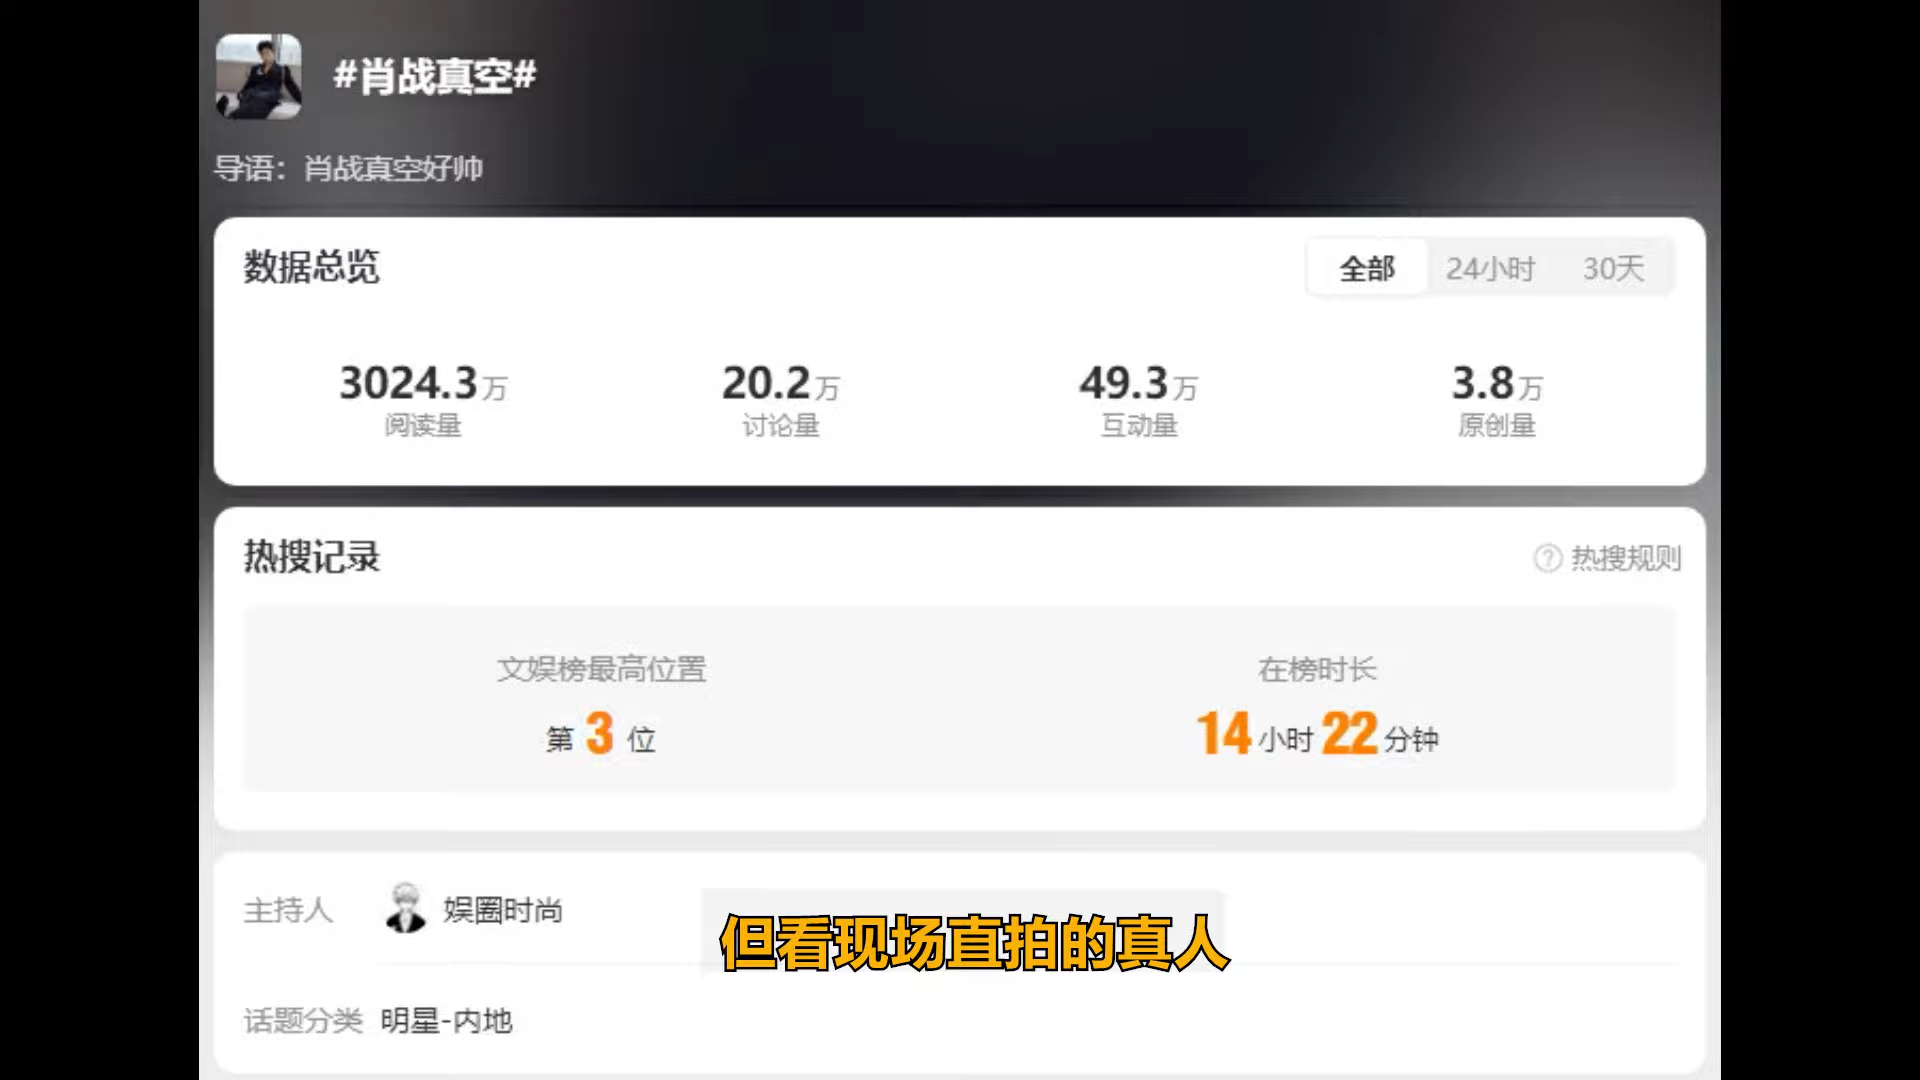 #肖战真空#
导语：肖战真空好帅
数据总览
全部 24小时 30天
3024.3万 20.2万 49.3万 3.8万
阅读量 讨论量 互动量 原创量
热搜记录
? 热搜规则
文娱榜最高位置 在榜时长
第 3 位 14小时22分钟
主持人 娱圈时尚
但看现场直拍的真人
话题分类 明星-内地